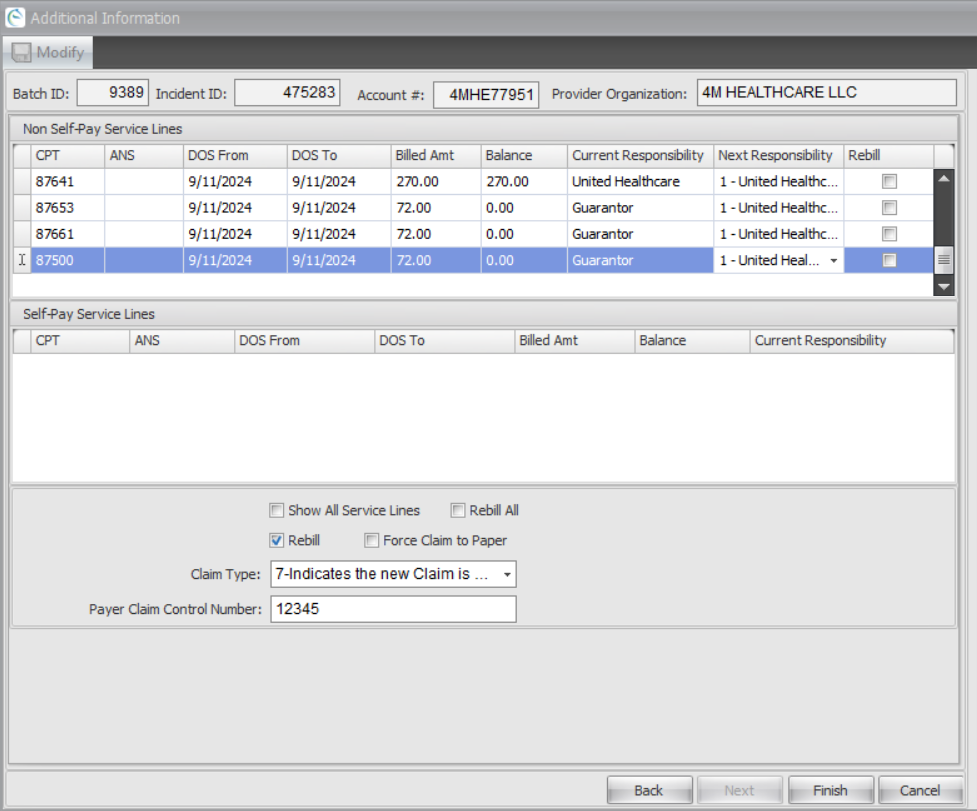 Additional Information
Modify
Batch ID: 9389 Incident ID: 475283 Account #: 4MHE77951 Provider Organization: 4M HEALTHCARE LLC
Non Self-Pay Service Lines
CPT ANS DOS From DOS To Billed Amt Balance Current Responsibility Next Responsibility Rebill
87641 9/11/2024 9/11/2024 270.00 270.00 United Healthcare 1 - United Healthc...
87653 9/11/2024 9/11/2024 72.00 0.00 Guarantor 1 - United Healthc...
87661 9/11/2024 9/11/2024 72.00 0.00 Guarantor 1 - United Healthc...
87500 9/11/2024 9/11/2024 72.00 0.00 Guarantor 1 - United Heal...
Self-Pay Service Lines
CPT ANS DOS From DOS To Billed Amt Balance Current Responsibility
Show All Service Lines Rebill All
Rebill Force Claim to Paper
Claim Type: 7-Indicates the new Claim is ...
Payer Claim Control Number: 12345
Back Next Finish Cancel